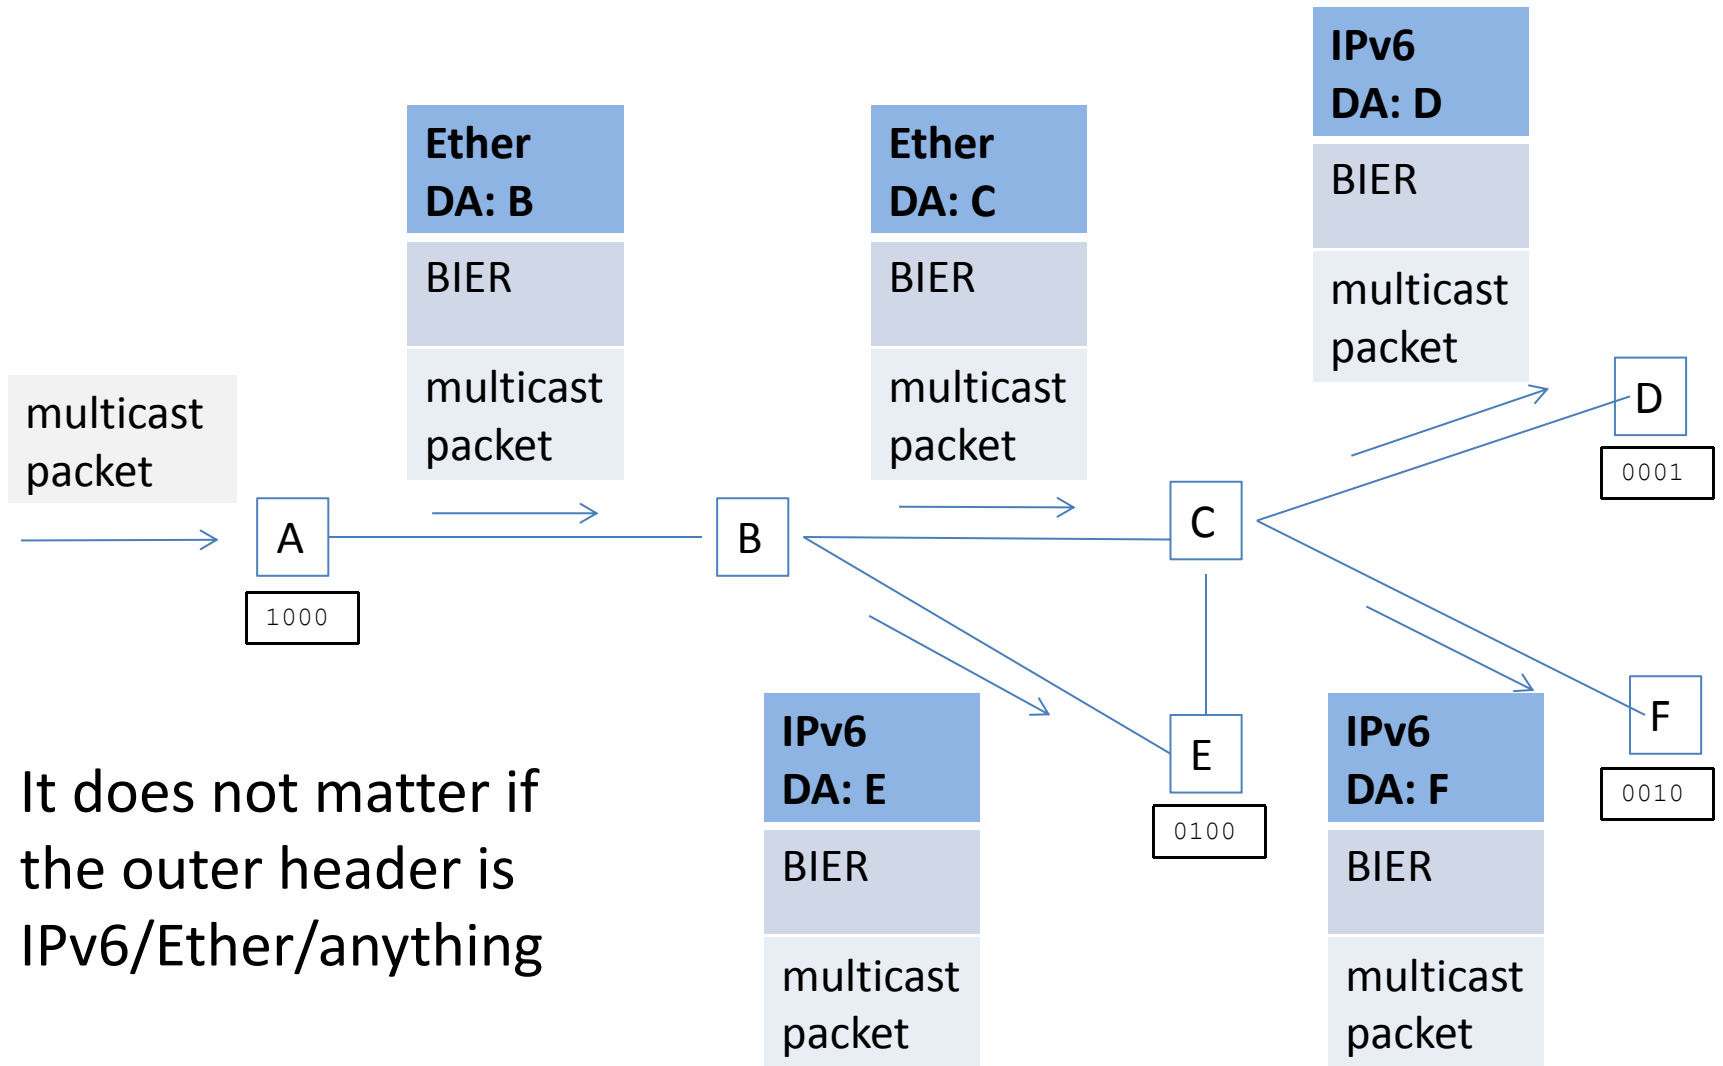 IPv6
DA: D
BIER
multicast
packet
Ether
DA: B
BIER
multicast
packet
Ether
DA: C
BIER
multicast
packet
multicast
packet
A
1000
B
C
D
0001
E
0100
F
0010
IPv6
DA: E
BIER
multicast
packet
IPv6
DA: F
BIER
multicast
packet
It does not matter if
the outer header is
IPv6/Ether/anything